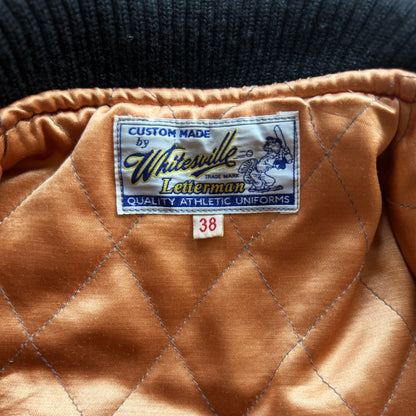 CUSTOM MADE
by
Whitesville
TRADE MARK
Letterman
QUALITY ATHLETIC UNIFORMS
38